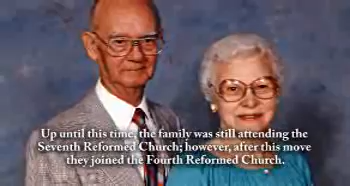 Up until this time, the family was still attending the
Seventh Reformed Church; however, after this move
they joined the Fourth Reformed Church.